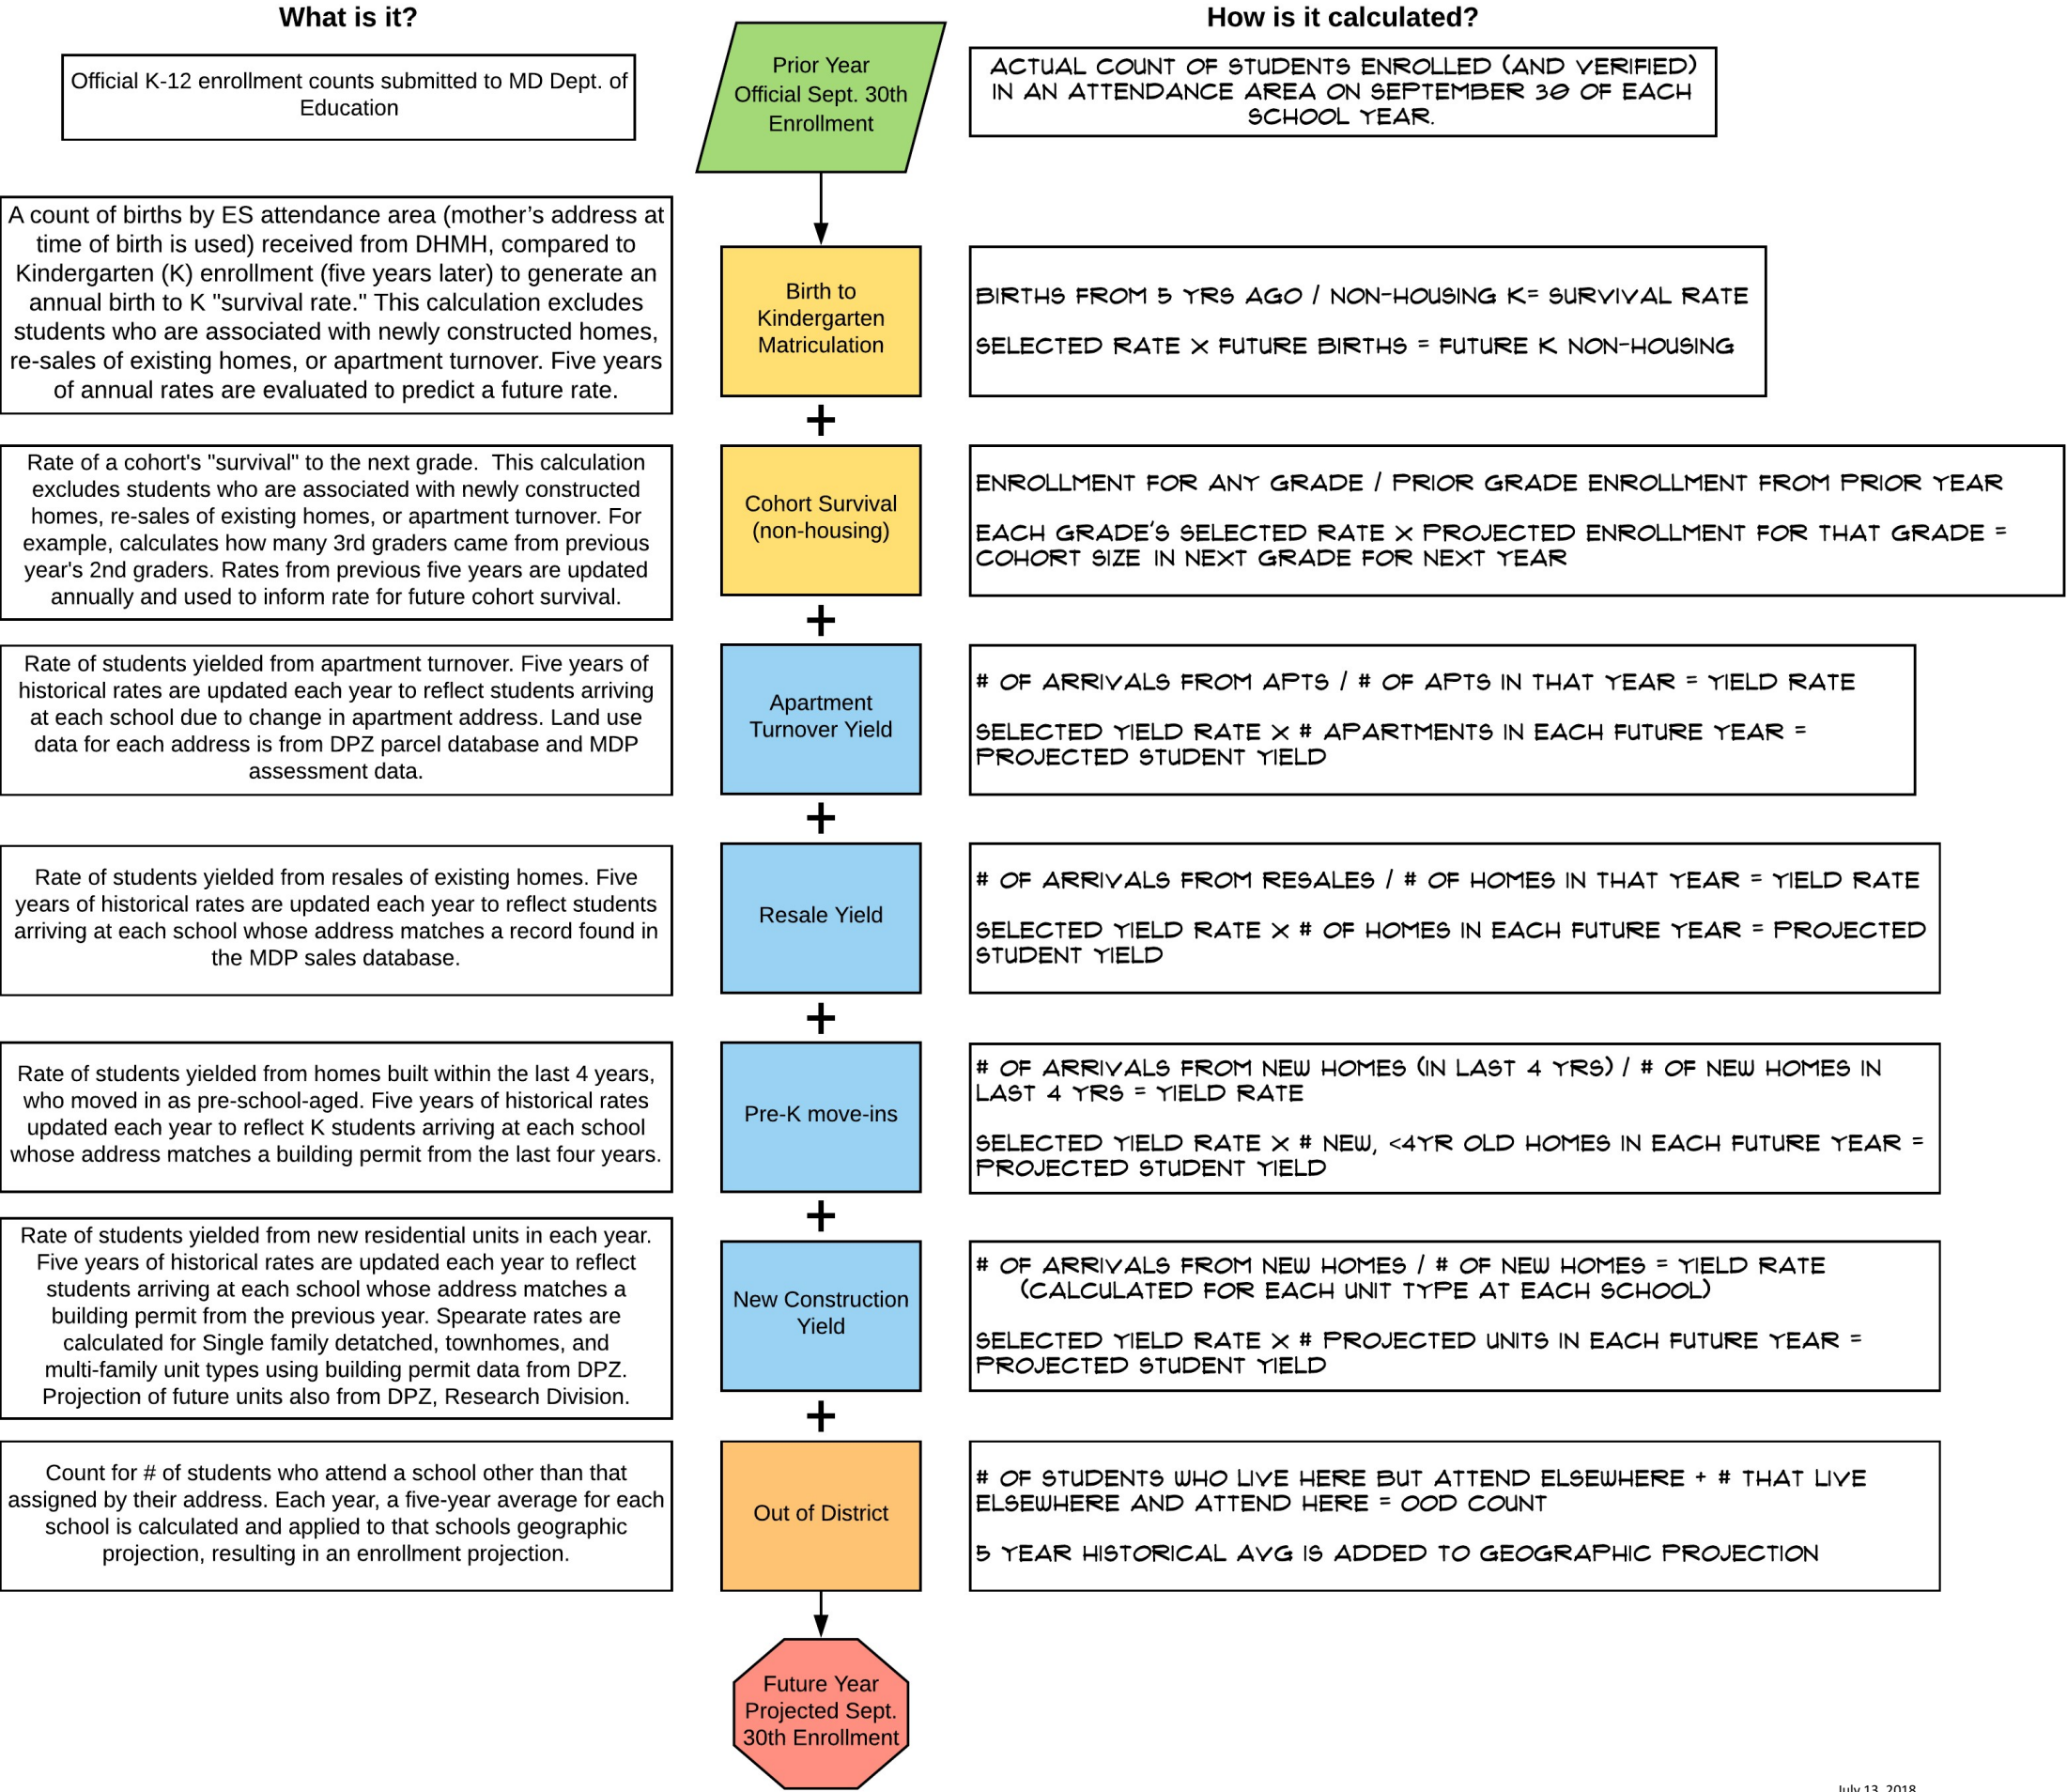 What is it?
How is it calculated?
Official K-12 enrollment counts submitted to MD Dept. of
Education
Prior Year
Official Sept. 30th
Enrollment
ACTUAL COUNT OF STUDENTS ENROLLED (AND VERIFIED)
IN AN ATTENDANCE AREA ON SEPTEMBER 30 OF EACH
SCHOOL YEAR.
A count of births by ES attendance area (mother's address at
time of birth is used) received from DHMH, compared to
Kindergarten (K) enrollment (five years later) to generate an
annual birth to K "survival rate." This calculation excludes
students who are associated with newly constructed homes,
re-sales of existing homes, or apartment turnover. Five years
of annual rates are evaluated to predict a future rate.
Birth to
Kindergarten
Matriculation
BIRTHS FROM 5 YRS AGO / NON-HOUSING K= SURVIVAL RATE
SELECTED RATE X FUTURE BIRTHS = FUTURE K NON-HOUSING
+
Rate of a cohort's "survival" to the next grade. This calculation
excludes students who are associated with newly constructed
homes, re-sales of existing homes, or apartment turnover. For
example, calculates how many 3rd graders came from previous
year's 2nd graders. Rates from previous five years are updated
annually and used to inform rate for future cohort survival.
Cohort Survival
(non-housing)
ENROLLMENT FOR ANY GRADE / PRIOR GRADE ENROLLMENT FROM PRIOR YEAR
EACH GRADE'S SELECTED RATE X PROJECTED ENROLLMENT FOR THAT GRADE =
COHORT SIZE IN NEXT GRADE FOR NEXT YEAR
+
Rate of students yielded from apartment turnover. Five years of
historical rates are updated each year to reflect students arriving
at each school due to change in apartment address. Land use
data for each address is from DPZ parcel database and MDP
assessment data.
Apartment
Turnover Yield
# OF ARRIVALS FROM APTS / # OF APTS IN THAT YEAR = YIELD RATE
SELECTED YIELD RATE X # APARTMENTS IN EACH FUTURE YEAR =
PROJECTED STUDENT YIELD
+
Rate of students yielded from resales of existing homes. Five
years of historical rates are updated each year to reflect students
arriving at each school whose address matches a record found in
the MDP sales database.
Resale Yield
# OF ARRIVALS FROM RESALES / # OF HOMES IN THAT YEAR = YIELD RATE
SELECTED YIELD RATE X # OF HOMES IN EACH FUTURE YEAR = PROJECTED
STUDENT YIELD
+
Rate of students yielded from homes built within the last 4 years,
who moved in as pre-school-aged. Five years of historical rates
updated each year to reflect K students arriving at each school
whose address matches a building permit from the last four years.
Pre-K move-ins
# OF ARRIVALS FROM NEW HOMES (IN LAST 4 YRS) / # OF NEW HOMES IN
LAST 4 YRS = YIELD RATE
SELECTED YIELD RATE X # NEW, <4YR OLD HOMES IN EACH FUTURE YEAR =
PROJECTED STUDENT YIELD
+
Rate of students yielded from new residential units in each year.
Five years of historical rates are updated each year to reflect
students arriving at each school whose address matches a
building permit from the previous year. Spearate rates are
calculated for Single family detatched, townhomes, and
multi-family unit types using building permit data from DPZ.
Projection of future units also from DPZ, Research Division.
New Construction
Yield
# OF ARRIVALS FROM NEW HOMES / # OF NEW HOMES = YIELD RATE
(CALCULATED FOR EACH UNIT TYPE AT EACH SCHOOL)
SELECTED YIELD RATE X # PROJECTED UNITS IN EACH FUTURE YEAR =
PROJECTED STUDENT YIELD
+
Count for # of students who attend a school other than that
assigned by their address. Each year, a five-year average for each
school is calculated and applied to that schools geographic
projection, resulting in an enrollment projection.
Out of District
# OF STUDENTS WHO LIVE HERE BUT ATTEND ELSEWHERE + # THAT LIVE
ELSEWHERE AND ATTEND HERE = OOD COUNT
5 YEAR HISTORICAL AVG IS ADDED TO GEOGRAPHIC PROJECTION
Future Year
Projected Sept.
30th Enrollment
July 13, 2018